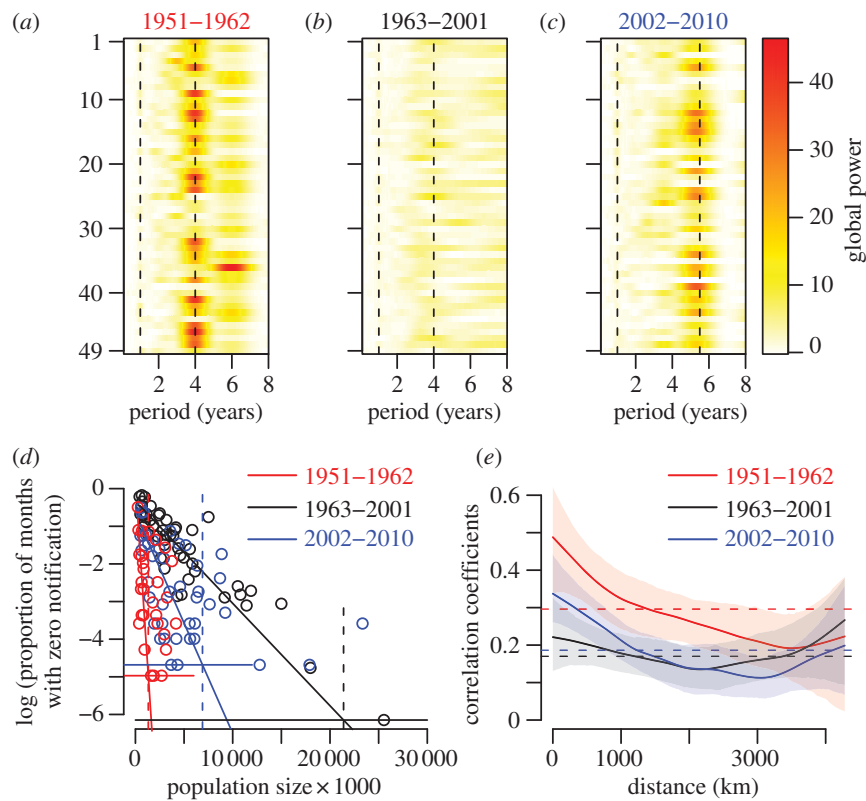 (a) 1951–1962
(b) 1963–2001
(c) 2002–2010
1
10
20
30
40
49
2 4 6 8
period (years)
2 4 6 8
period (years)
2 4 6 8
period (years)
40
30
20
10
0
global power
(d)
1951–1962
1963–2001
2002–2010
0
−2
−4
−6
log (proportion of months
with zero notification)
0 10 000 20 000 30 000
population size × 1000
(e)
1951–1962
1963–2001
2002–2010
0.6
0.4
0.2
0
correlation coefficients
0 1000 3000
distance (km)